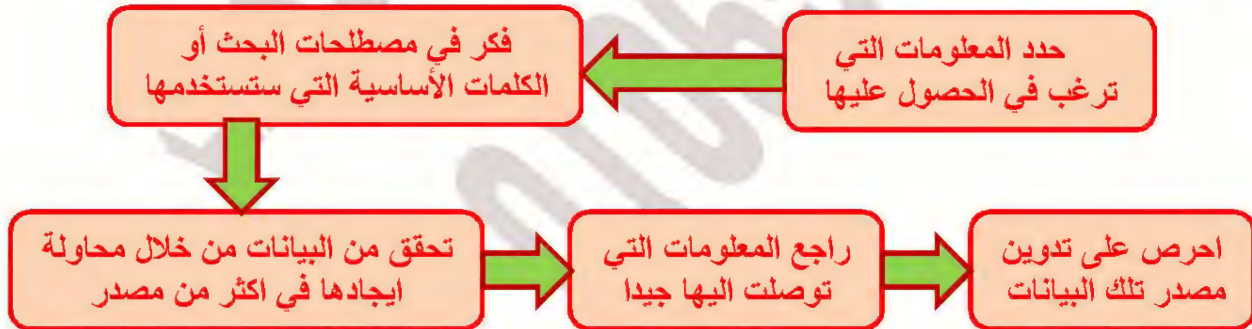 حدد المعلومات التي
ترغب في الحصول عليها
فكر في مصطلحات البحث أو
الكلمات الأساسية التي ستستخدمها
تحقق من البيانات من خلال محاولة
ايجادها في اكثر من مصدر
راجع المعلومات التي
توصلت اليها جيدا
احرص على تدوين
مصدر تلك البيانات